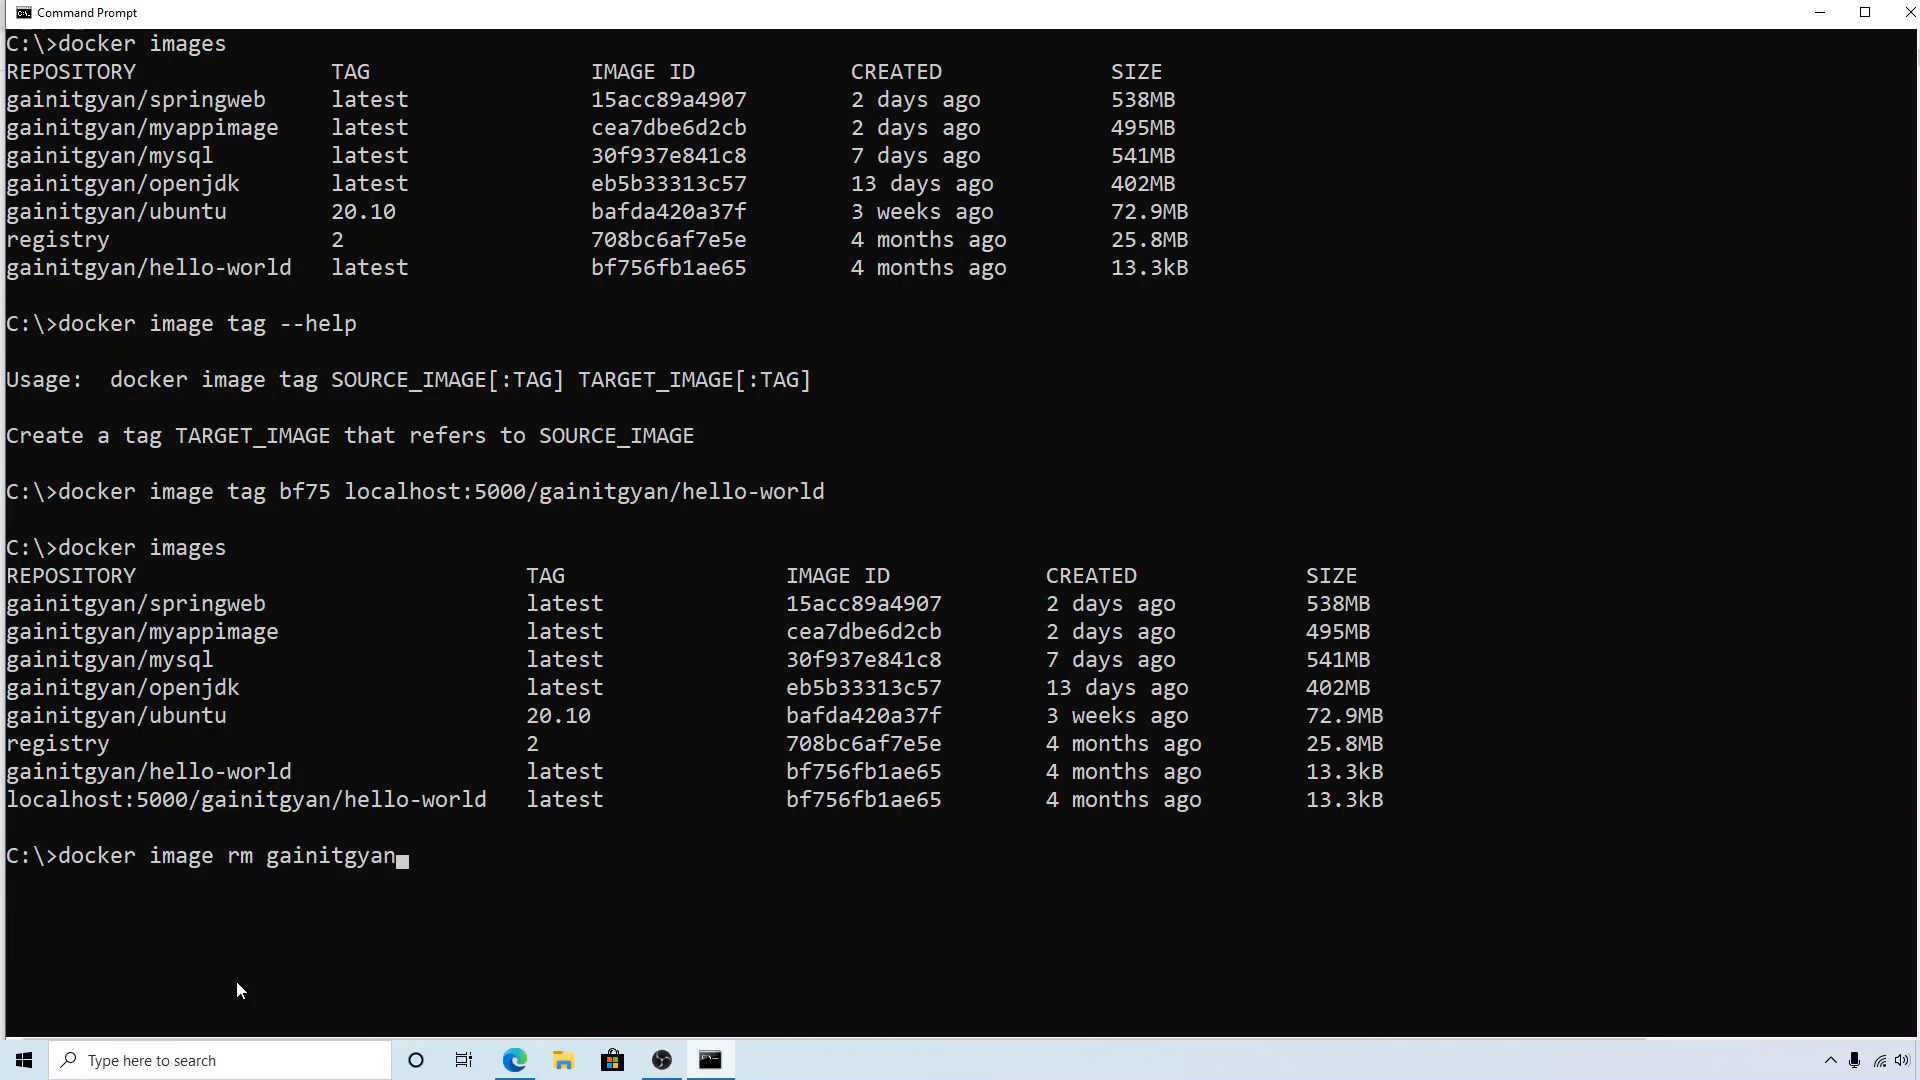 Command Prompt
C:\>docker images
REPOSITORY TAG IMAGE ID CREATED SIZE
gainitgyan/springweb latest 15acc89a4907 2 days ago 538MB
gainitgyan/myappimage latest cea7dbe6d2cb 2 days ago 495MB
gainitgyan/mysql latest 30f937e841c8 7 days ago 541MB
gainitgyan/openjdk latest eb5b33313c57 13 days ago 402MB
gainitgyan/ubuntu 20.10 bafda420a37f 3 weeks ago 72.9MB
registry 2 708bc6af7e5e 4 months ago 25.8MB
gainitgyan/hello-world latest bf756fb1ae65 4 months ago 13.3kB
C:\>docker image tag --help
Usage:  docker image tag SOURCE_IMAGE[:TAG] TARGET_IMAGE[:TAG]
Create a tag TARGET_IMAGE that refers to SOURCE_IMAGE
C:\>docker image tag bf75 localhost:5000/gainitgyan/hello-world
C:\>docker images
REPOSITORY TAG IMAGE ID CREATED SIZE
gainitgyan/springweb latest 15acc89a4907 2 days ago 538MB
gainitgyan/myappimage latest cea7dbe6d2cb 2 days ago 495MB
gainitgyan/mysql latest 30f937e841c8 7 days ago 541MB
gainitgyan/openjdk latest eb5b33313c57 13 days ago 402MB
gainitgyan/ubuntu 20.10 bafda420a37f 3 weeks ago 72.9MB
registry 2 708bc6af7e5e 4 months ago 25.8MB
gainitgyan/hello-world latest bf756fb1ae65 4 months ago 13.3kB
localhost:5000/gainitgyan/hello-world latest bf756fb1ae65 4 months ago 13.3kB
C:\>docker image rm gainitgyan
Type here to search